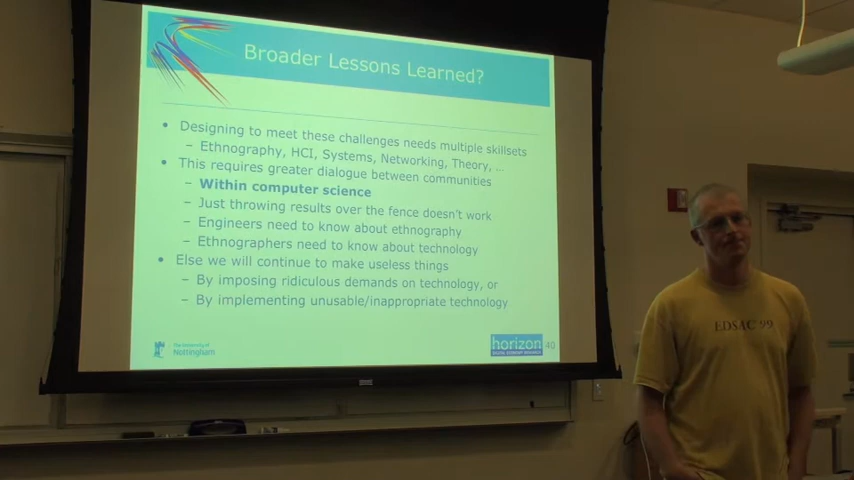 Broader Lessons Learned?
• Designing to meet these challenges needs multiple skillsets
– Ethnography, HCI, Systems, Networking, Theory, ...
• This requires greater dialogue between communities
– Within computer science
– Just throwing results over the fence doesn't work
– Engineers need to know about ethnography
– Ethnographers need to know about technology
• Else we will continue to make useless things
– By imposing ridiculous demands on technology, or
– By implementing unusable/inappropriate technology
The University of
Nottingham
horizon
40
EDSAC '99